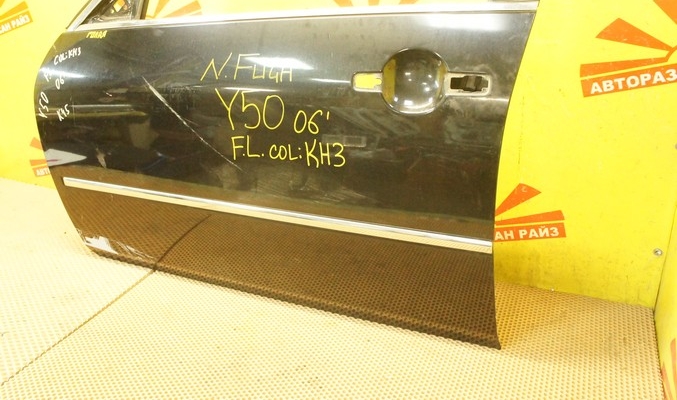 N. FUGA
Y50 06'
F.L. COL:KH3
COL:KH3
06
Y50
АВТОРАЗ
АН РАЙЗ